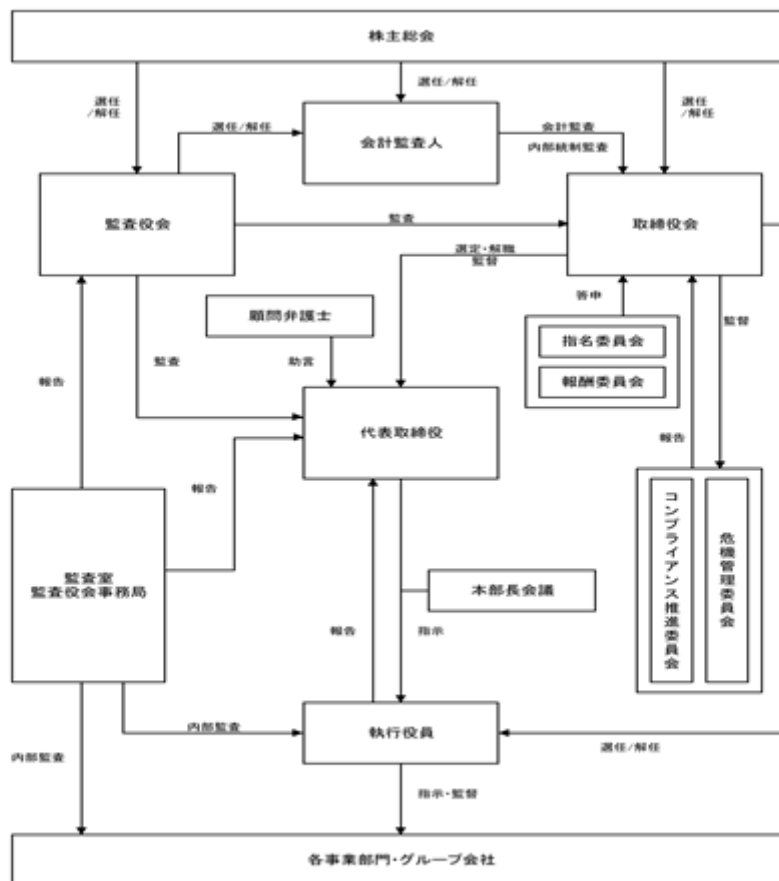 株主総会
選任
/解任
選任/解任
選任
/解任
選任/解任
会計監査人
会計監査
内部統制監査
監査役会
監査
取締役会
選定・解職
監督
答申
顧問弁護士
指名委員会
監督
監査
助言
報酬委員会
報告
代表取締役
報告
報告
コンプライアンス推進委員会
危機管理委員会
監査室
監査役会事務局
本部長会議
報告
指示
内部監査
執行役員
内部監査
選任/解任
指示・監督
各事業部門・グループ会社